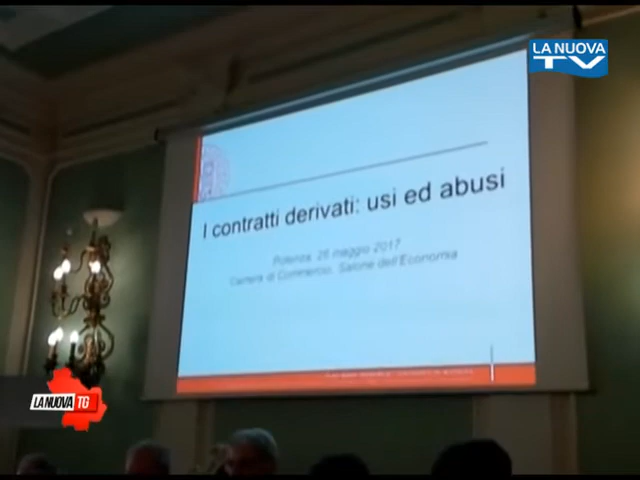 LA NUOVA
TV
I contratti derivati: usi ed abusi
Potenza, 26 maggio 2017
Camera di Commercio, Salone dell'Economia
LA NUOVA TG